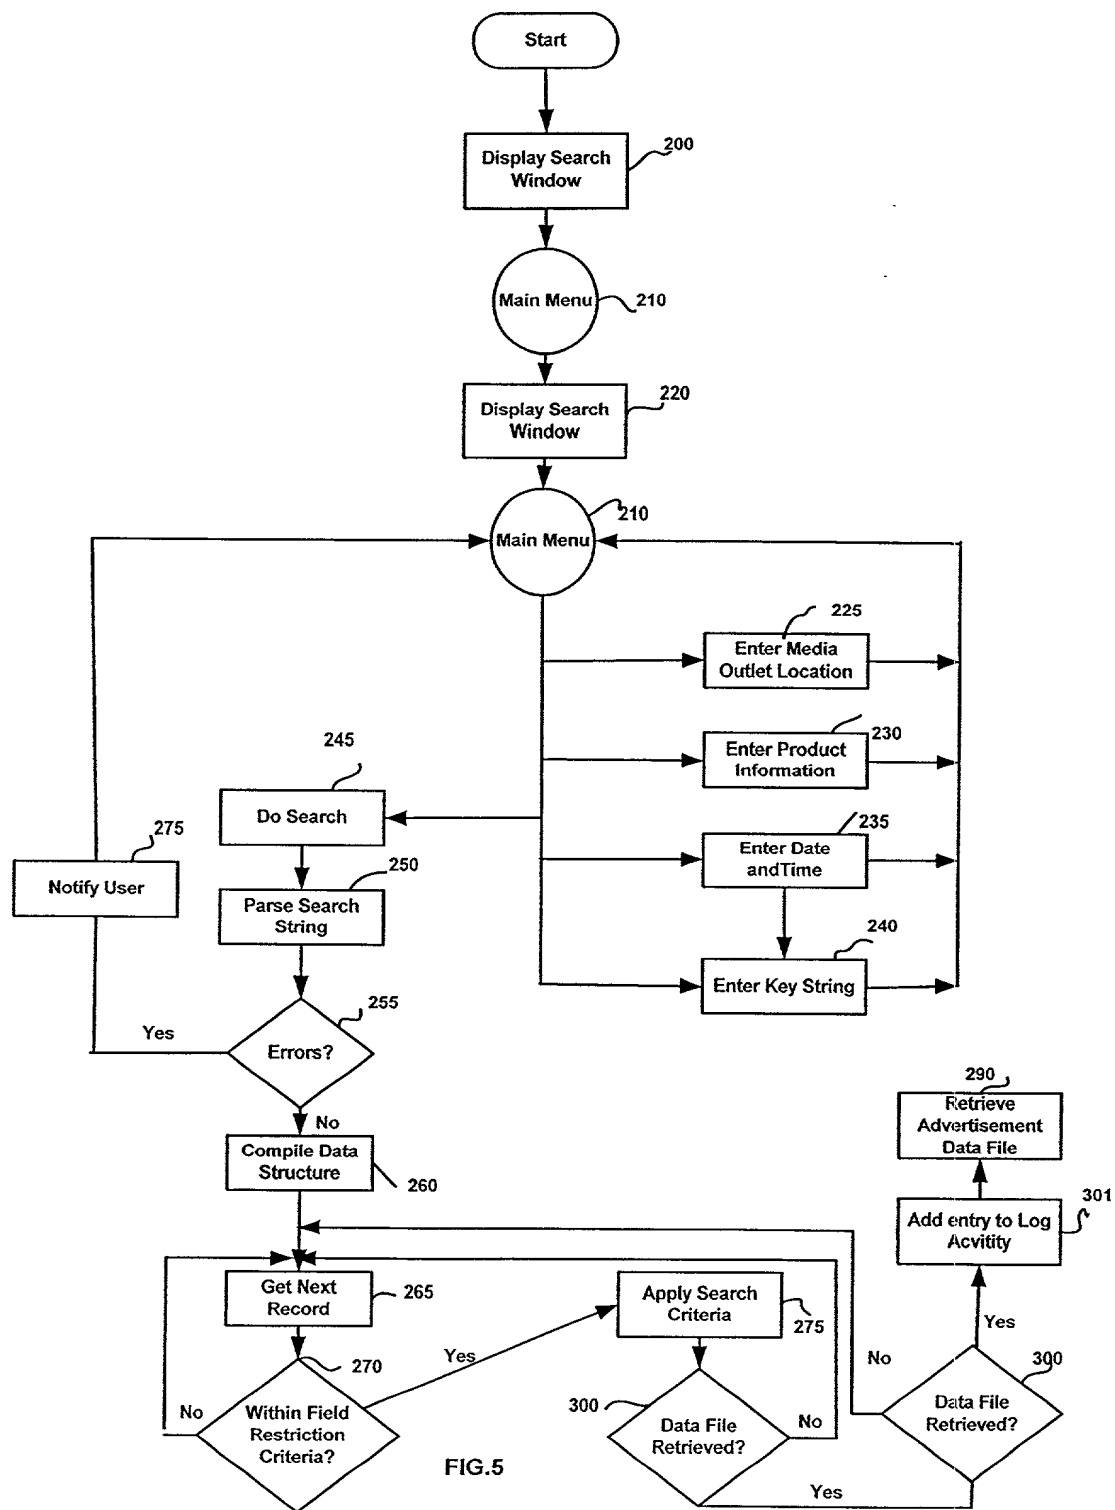 Start
200
Display Search
Window
Main Menu
210
220
Display Search
Window
210
Main Menu
225
Enter Media
Outlet Location
230
Enter Product
Information
245
Do Search
235
Enter Date
andTime
275
Notify User
250
Parse Search
String
240
Enter Key String
255
Yes
Errors?
No
290
Retrieve
Advertisement
Data File
Compile Data
Structure
260
301
Add entry to Log
Acvitity
Get Next
Record
265
Apply Search
Criteria
275
Yes
270
Yes
No
300
No
Within Field
Restriction
Criteria?
300
Data File
Retrieved?
No
Data File
Retrieved?
Yes
FIG.5